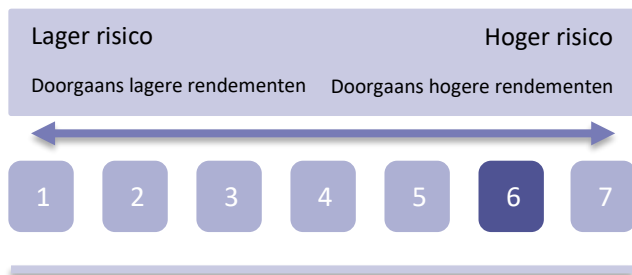 Lager risico Hoger risico
Doorgaans lagere rendementen Doorgaans hogere rendementen
1 2 3 4 5 6 7